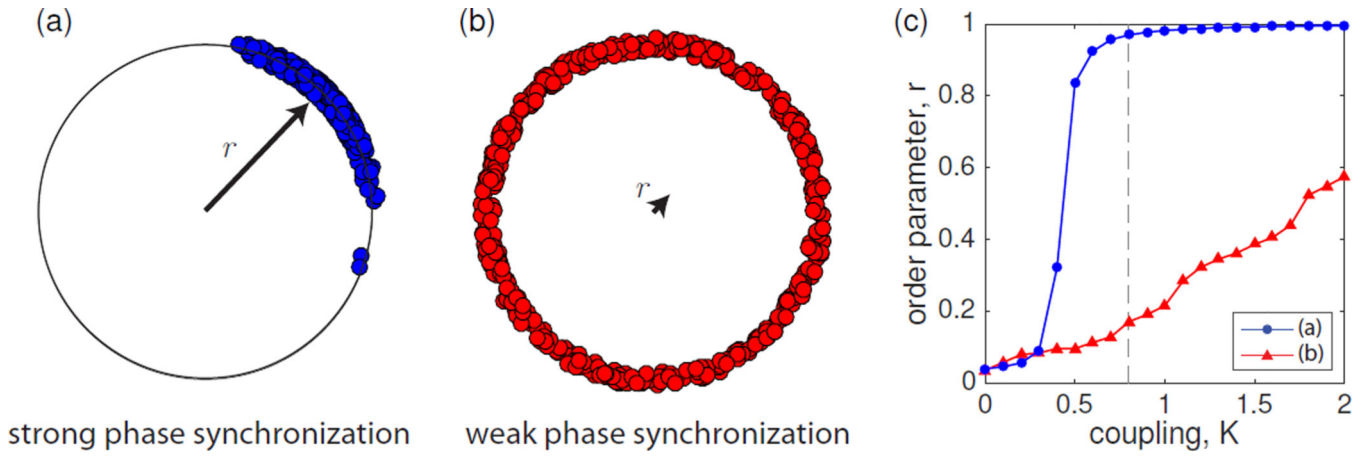 (a)
r
strong phase synchronization
(b)
r
weak phase synchronization
(c)
order parameter, r
1
0.8
0.6
0.4
0.2
0
0 0.5 1 1.5 2
coupling, K
(a)
(b)